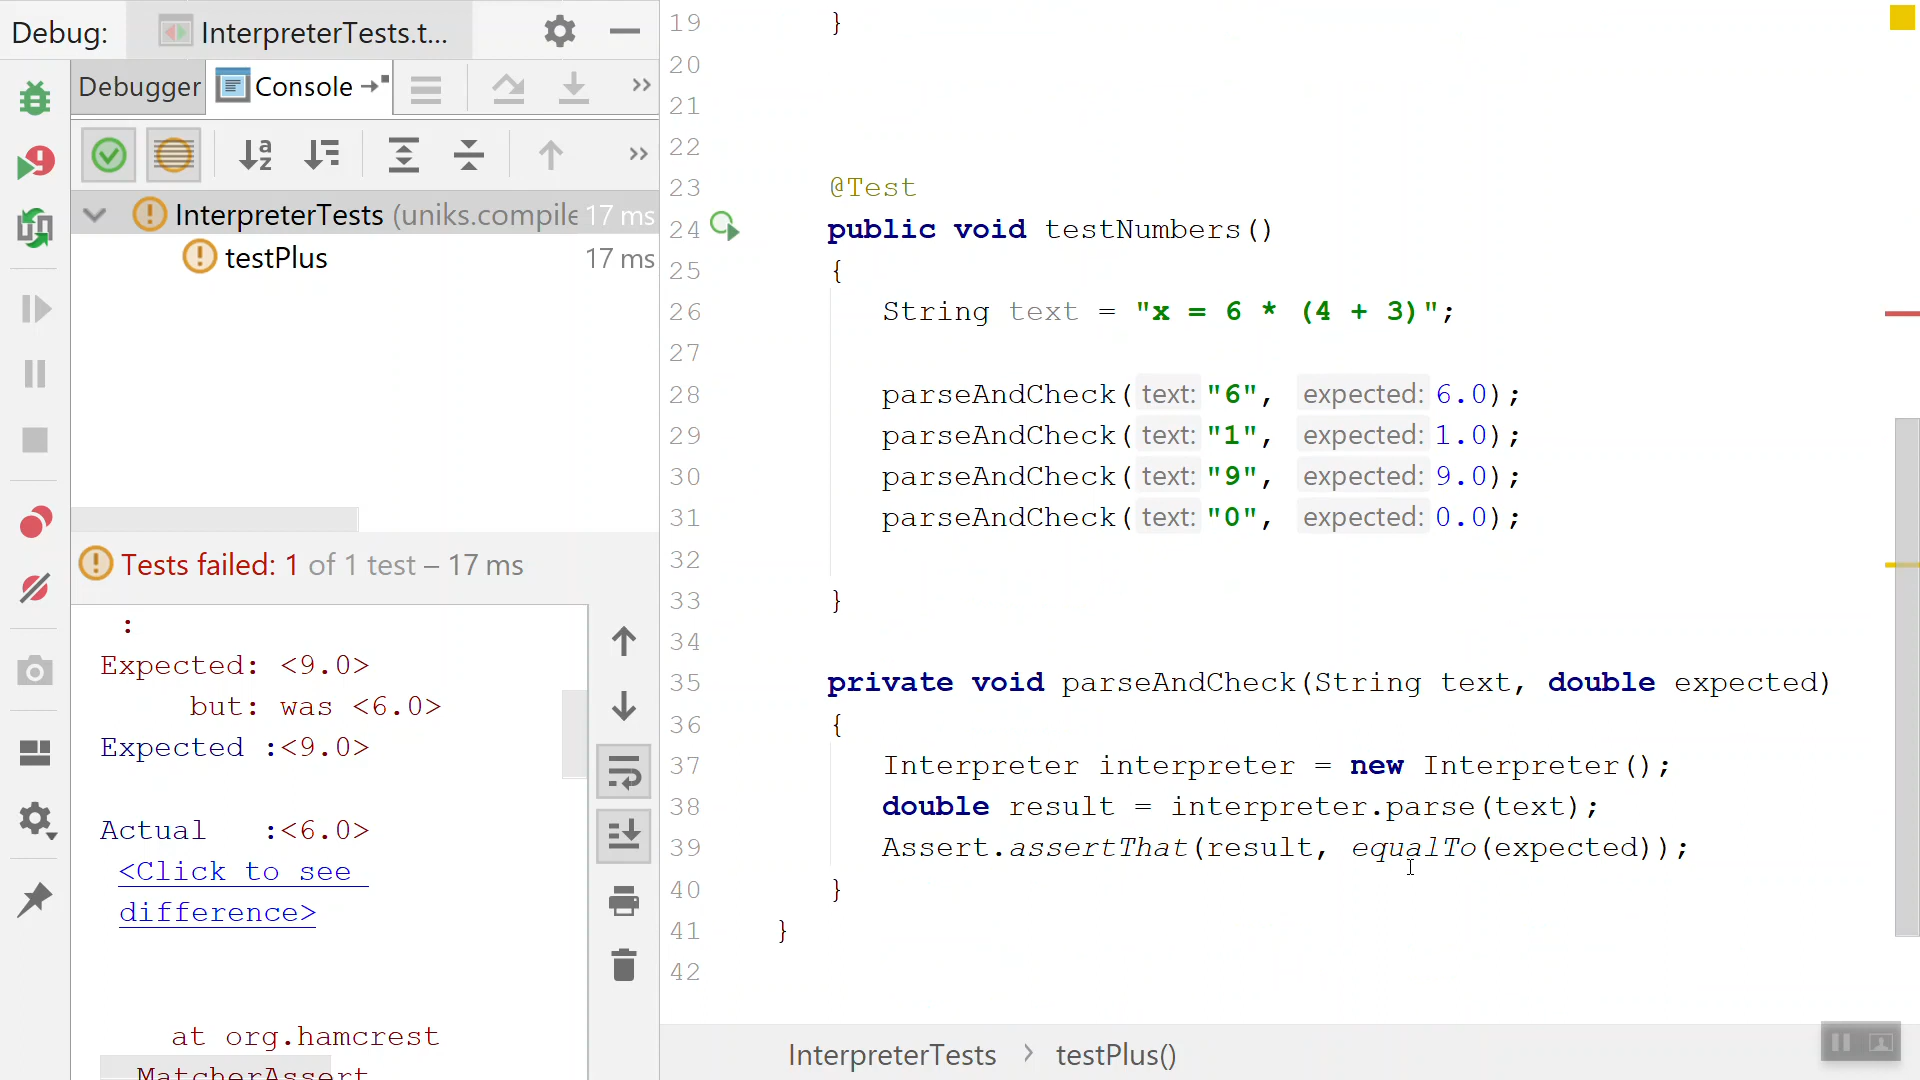 Debug: InterpreterTests.t...
Debugger Console
InterpreterTests (uniks.compile 17 ms
testPlus 17 ms
Tests failed: 1 of 1 test – 17 ms
:
Expected: <9.0>
but: was <6.0>
Expected :<9.0>
Actual :<6.0>
<Click to see
difference>
at org.hamcrest
MatcherAssert
19 }
20
21
22
23 @Test
24 public void testNumbers()
25 {
26 String text = "x = 6 * (4 + 3)";
27
28 parseAndCheck( text: "6", expected: 6.0);
29 parseAndCheck( text: "1", expected: 1.0);
30 parseAndCheck( text: "9", expected: 9.0);
31 parseAndCheck( text: "0", expected: 0.0);
32
33 }
34
35 private void parseAndCheck(String text, double expected)
36 {
37 Interpreter interpreter = new Interpreter();
38 double result = interpreter.parse(text);
39 Assert.assertThat(result, equalTo(expected));
40 }
41 }
42
InterpreterTests > testPlus()